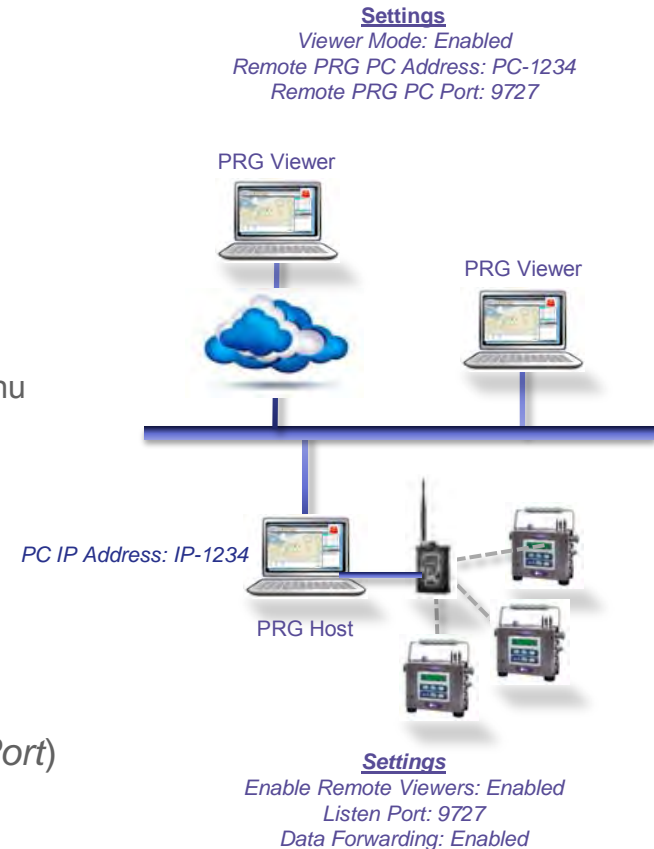 Settings
Viewer Mode: Enabled
Remote PRG PC Address: PC-1234
Remote PRG PC Port: 9727
PRG Viewer
PRG Viewer
nu
PC IP Address: IP-1234
PRG Host
Port)
Settings
Enable Remote Viewers: Enabled
Listen Port: 9727
Data Forwarding: Enabled